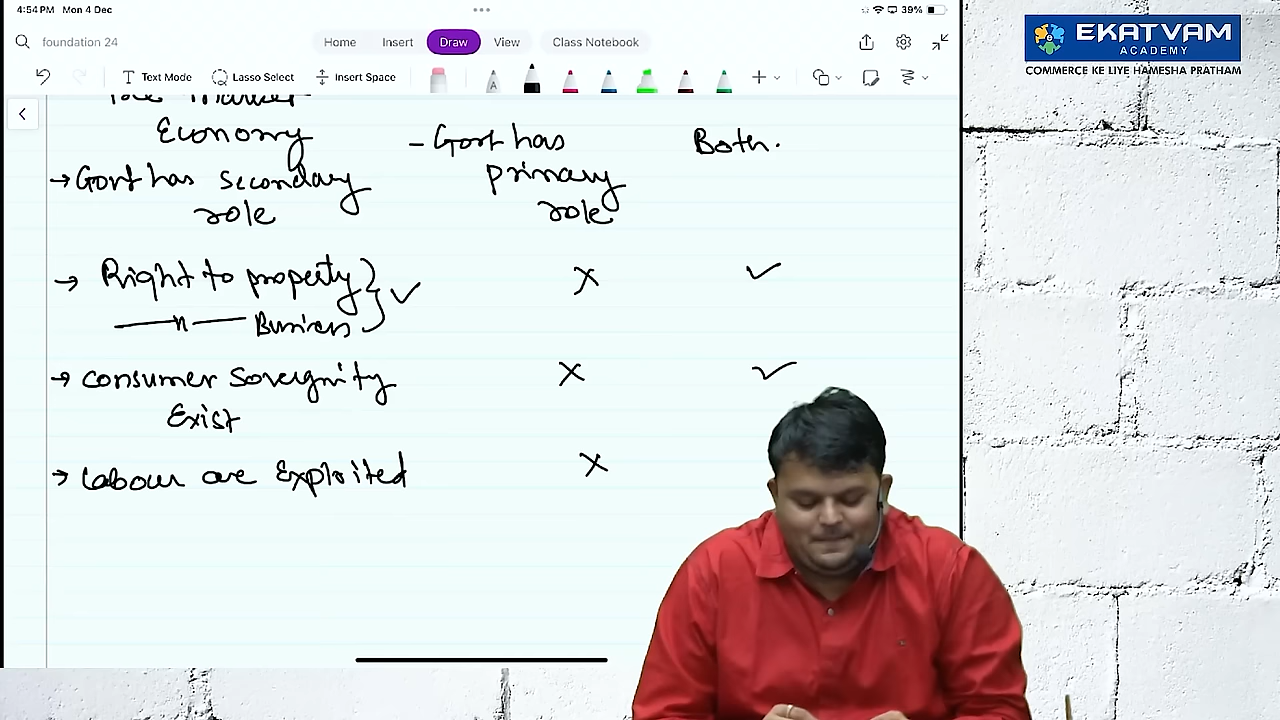 4:54 PM Mon 4 Dec
39%
foundation 24
Home Insert Draw View Class Notebook
Text Mode Lasso Select Insert Space
EKATVAM
ACADEMY
COMMERCE KE LIYE HAMESHA PRATHAM
Economy
→ Govt has secondary
role
- Govt has
primary
role
Both.
→ Right to property } ✓ X ✓
—— n —— Business
→ consumer sovergnity X ✓
Exist
→ Labour are Exploited X